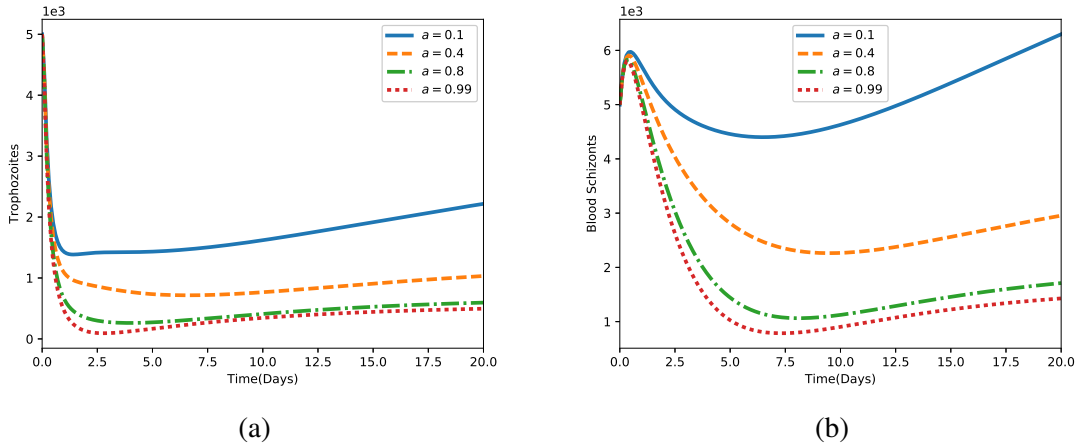 1e3
5
4
3
2
1
0
Trophozoites
0.0 2.5 5.0 7.5 10.0 12.5 15.0 17.5 20.0
Time(Days)
a = 0.1
a = 0.4
a = 0.8
a = 0.99
(a)
1e3
6
5
4
3
2
1
Blood Schizonts
0.0 2.5 5.0 7.5 10.0 12.5 15.0 17.5 20.0
Time(Days)
a = 0.1
a = 0.4
a = 0.8
a = 0.99
(b)